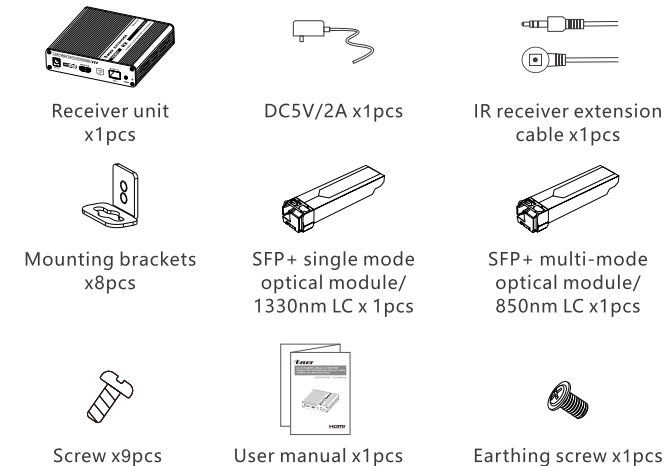 Receiver unit
x1pcs
DC5V/2A x1pcs
IR receiver extension
cable x1pcs
Mounting brackets
x8pcs
SFP+ single mode
optical module/
1330nm LC x 1pcs
SFP+ multi-mode
optical module/
850nm LC x1pcs
HDMI
Screw x9pcs
User manual x1pcs
Earthing screw x1pcs